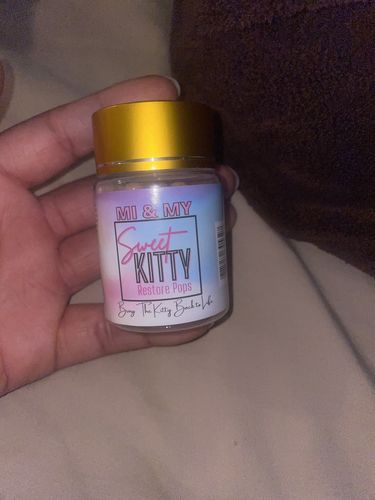 MI & MY
Sweet
KITTY
Restore Pops
Bring The Kitty Back to Life